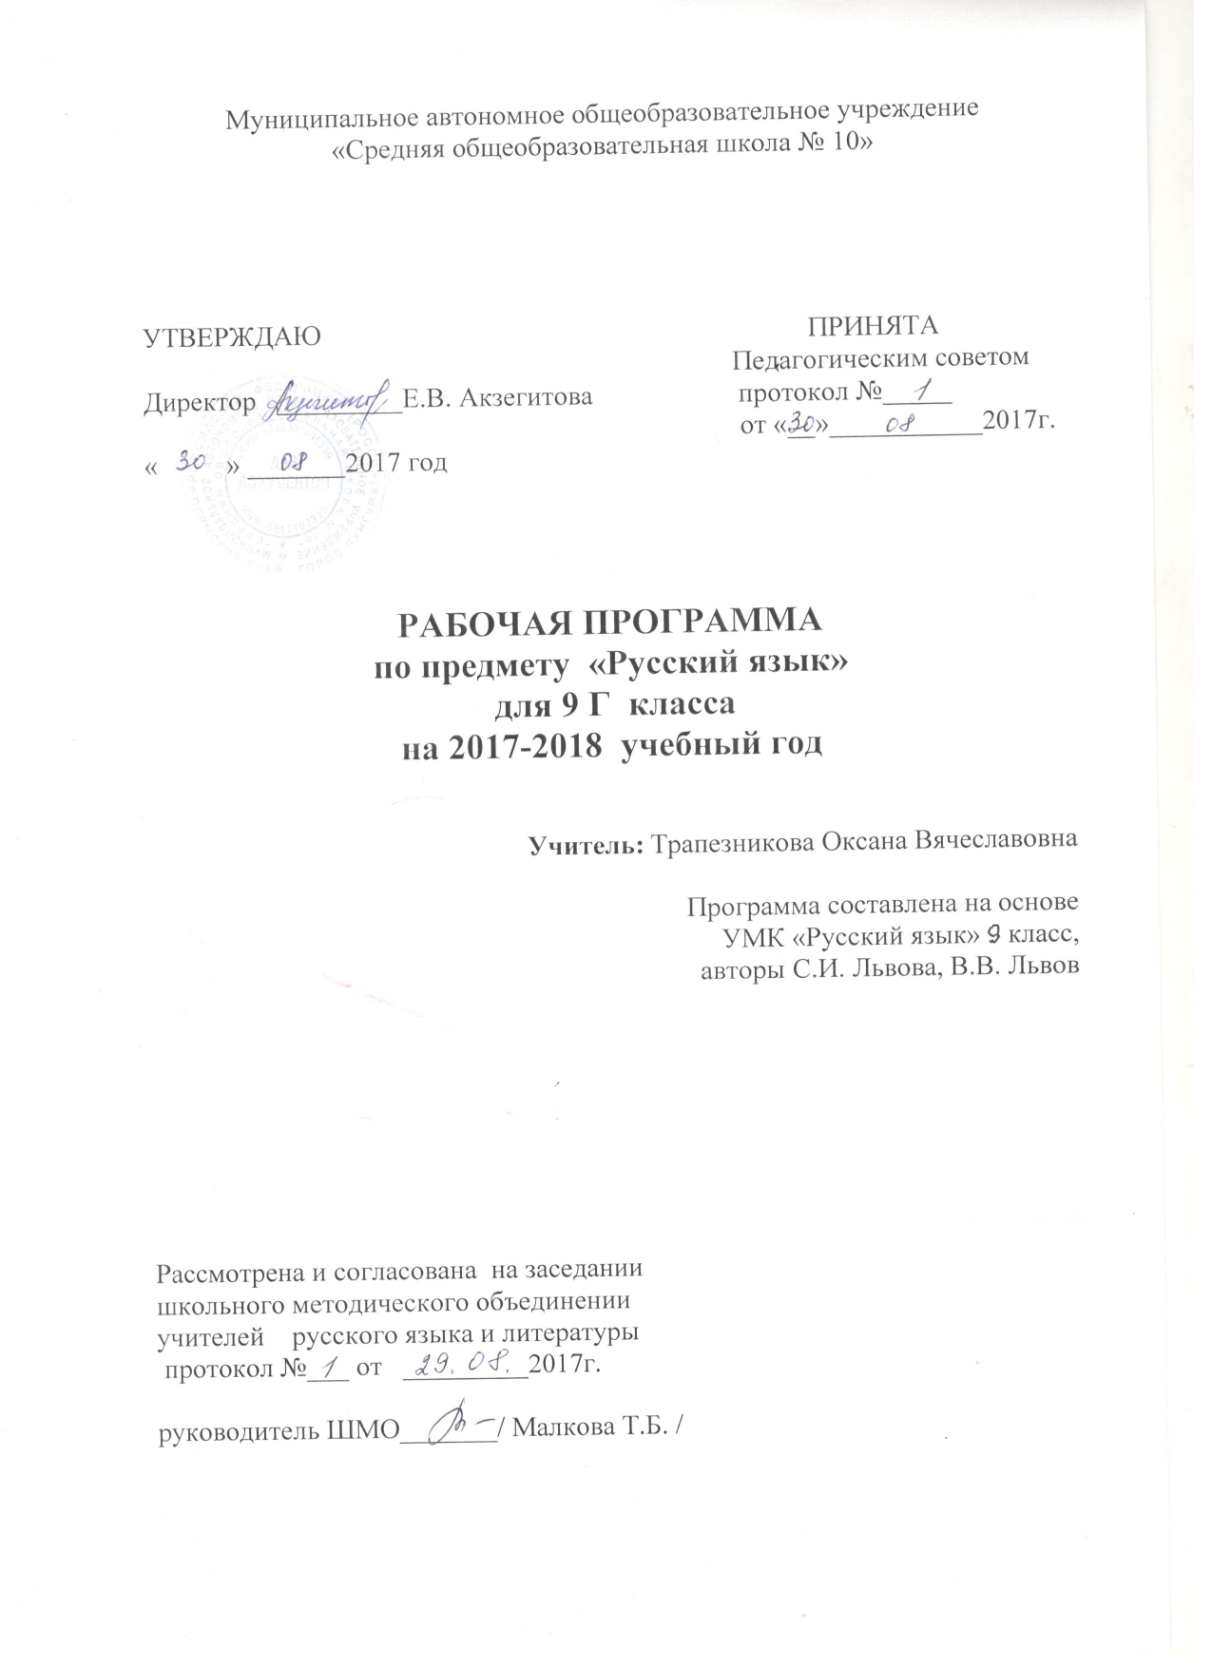 Муниципальное автономное общеобразовательное учреждение
«Средняя общеобразовательная школа № 10»
УТВЕРЖДАЮ
Директор Е.В. Акзегитова
« 30 » 08 2017 год
ПРИНЯТА
Педагогическим советом
протокол № 1
от «30» 08 2017г.
РАБОЧАЯ ПРОГРАММА
по предмету «Русский язык»
для 9 Г класса
на 2017-2018 учебный год
Учитель: Трапезникова Оксана Вячеславовна
Программа составлена на основе
УМК «Русский язык» 9 класс,
авторы С.И. Львова, В.В. Львов
Рассмотрена и согласована на заседании
школьного методического объединении
учителей русского языка и литературы
протокол № 1 от 29.08. 2017г.
руководитель ШМО / Малкова Т.Б. /